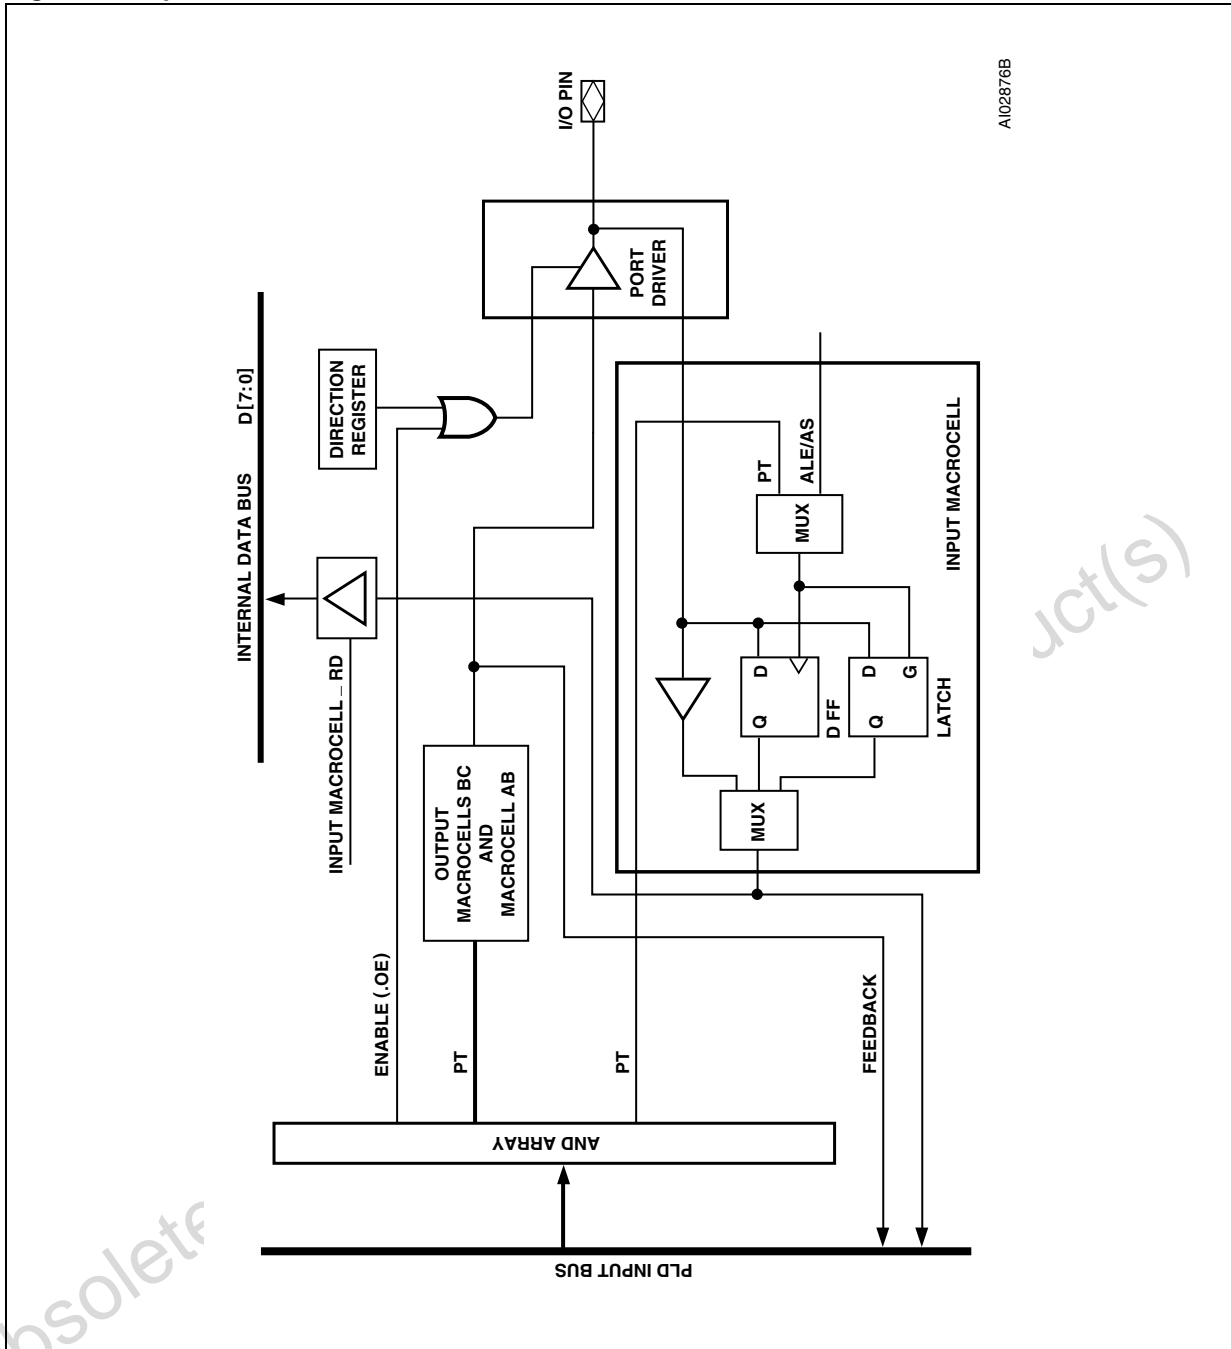 I/O PIN
AI02876B
PORT
DRIVER
INTERNAL DATA BUS D[7:0]
DIRECTION
REGISTER
PT
ALE/AS
MUX
INPUT MACROCELL
INPUT MACROCELL _ RD
D
Q
D FF
D
G
Q
LATCH
MUX
OUTPUT
MACROCELLS BC
AND
MACROCELL AB
ENABLE (.OE)
PT
PT
FEEDBACK
AND ARRAY
PLD INPUT BUS